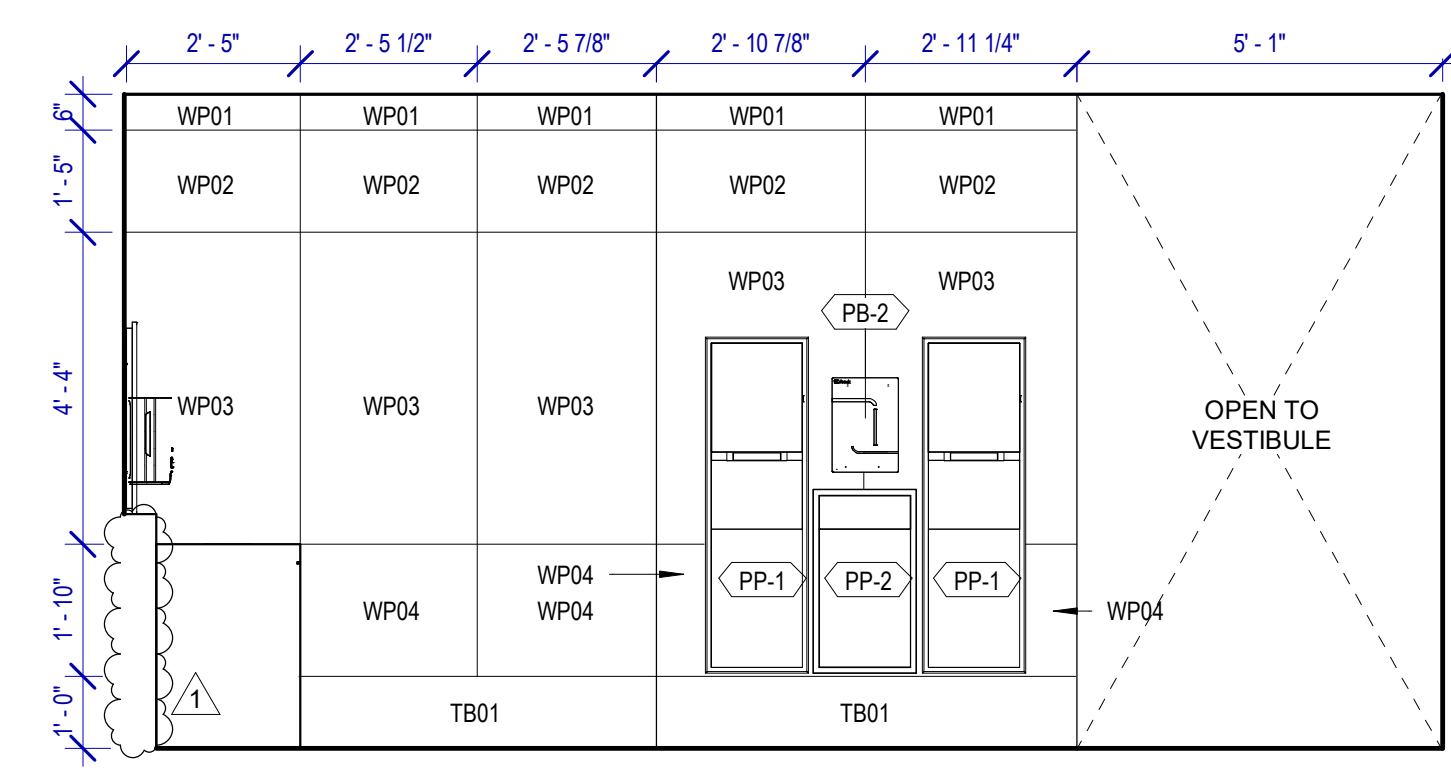 2' - 5" 2' - 5 1/2" 2' - 5 7/8" 2' - 10 7/8" 2' - 11 1/4" 5' - 1"
6"
WP01 WP01 WP01 WP01 WP01
1' - 5"
WP02 WP02 WP02 WP02 WP02
WP03 WP03
PB-2
4' - 4"
WP03 WP03 WP03
OPEN TO
VESTIBULE
1' - 10"
WP04
PP-1 PP-2 PP-1
WP04 WP04 WP04
1' - 0"
1
TB01 TB01